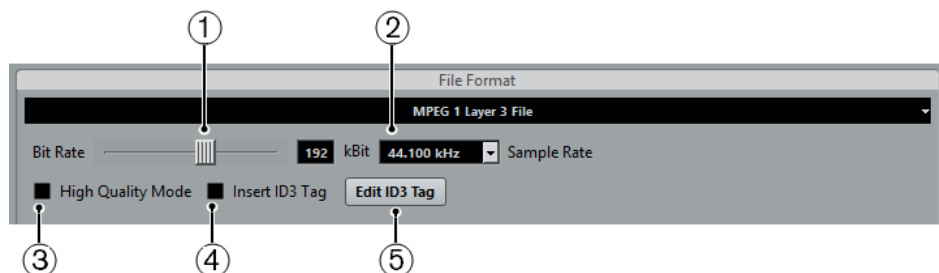 ① ②
File Format
MPEG 1 Layer 3 File
Bit Rate 192 kBit 44.100 kHz Sample Rate
High Quality Mode Insert ID3 Tag Edit ID3 Tag
③ ④ ⑤